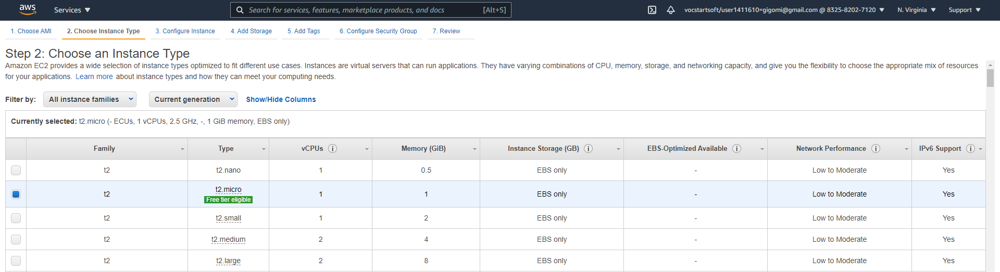 aws Services Search for services, features, marketplace products, and docs [Alt+S] vocstartsoft/user1411610=gigomi@gmail.com @ 8325-8202-7120 N. Virginia Support
1. Choose AMI 2. Choose Instance Type 3. Configure Instance 4. Add Storage 5. Add Tags 6. Configure Security Group 7. Review
Step 2: Choose an Instance Type
Amazon EC2 provides a wide selection of instance types optimized to fit different use cases. Instances are virtual servers that can run applications. They have varying combinations of CPU, memory, storage, and networking capacity, and give you the flexibility to choose the appropriate mix of resources
for your applications. Learn more about instance types and how they can meet your computing needs.
Filter by: All instance families Current generation Show/Hide Columns
Currently selected: t2.micro (- ECUs, 1 vCPUs, 2.5 GHz, -, 1 GiB memory, EBS only)
Family Type vCPUs i Memory (GiB) Instance Storage (GB) i EBS-Optimized Available i Network Performance i IPv6 Support i
t2 t2.nano 1 0.5 EBS only - Low to Moderate Yes
t2 t2.micro 1 1 EBS only - Low to Moderate Yes
Free tier eligible
t2 t2.small 1 2 EBS only - Low to Moderate Yes
t2 t2.medium 2 4 EBS only - Low to Moderate Yes
t2 t2.large 2 8 EBS only - Low to Moderate Yes